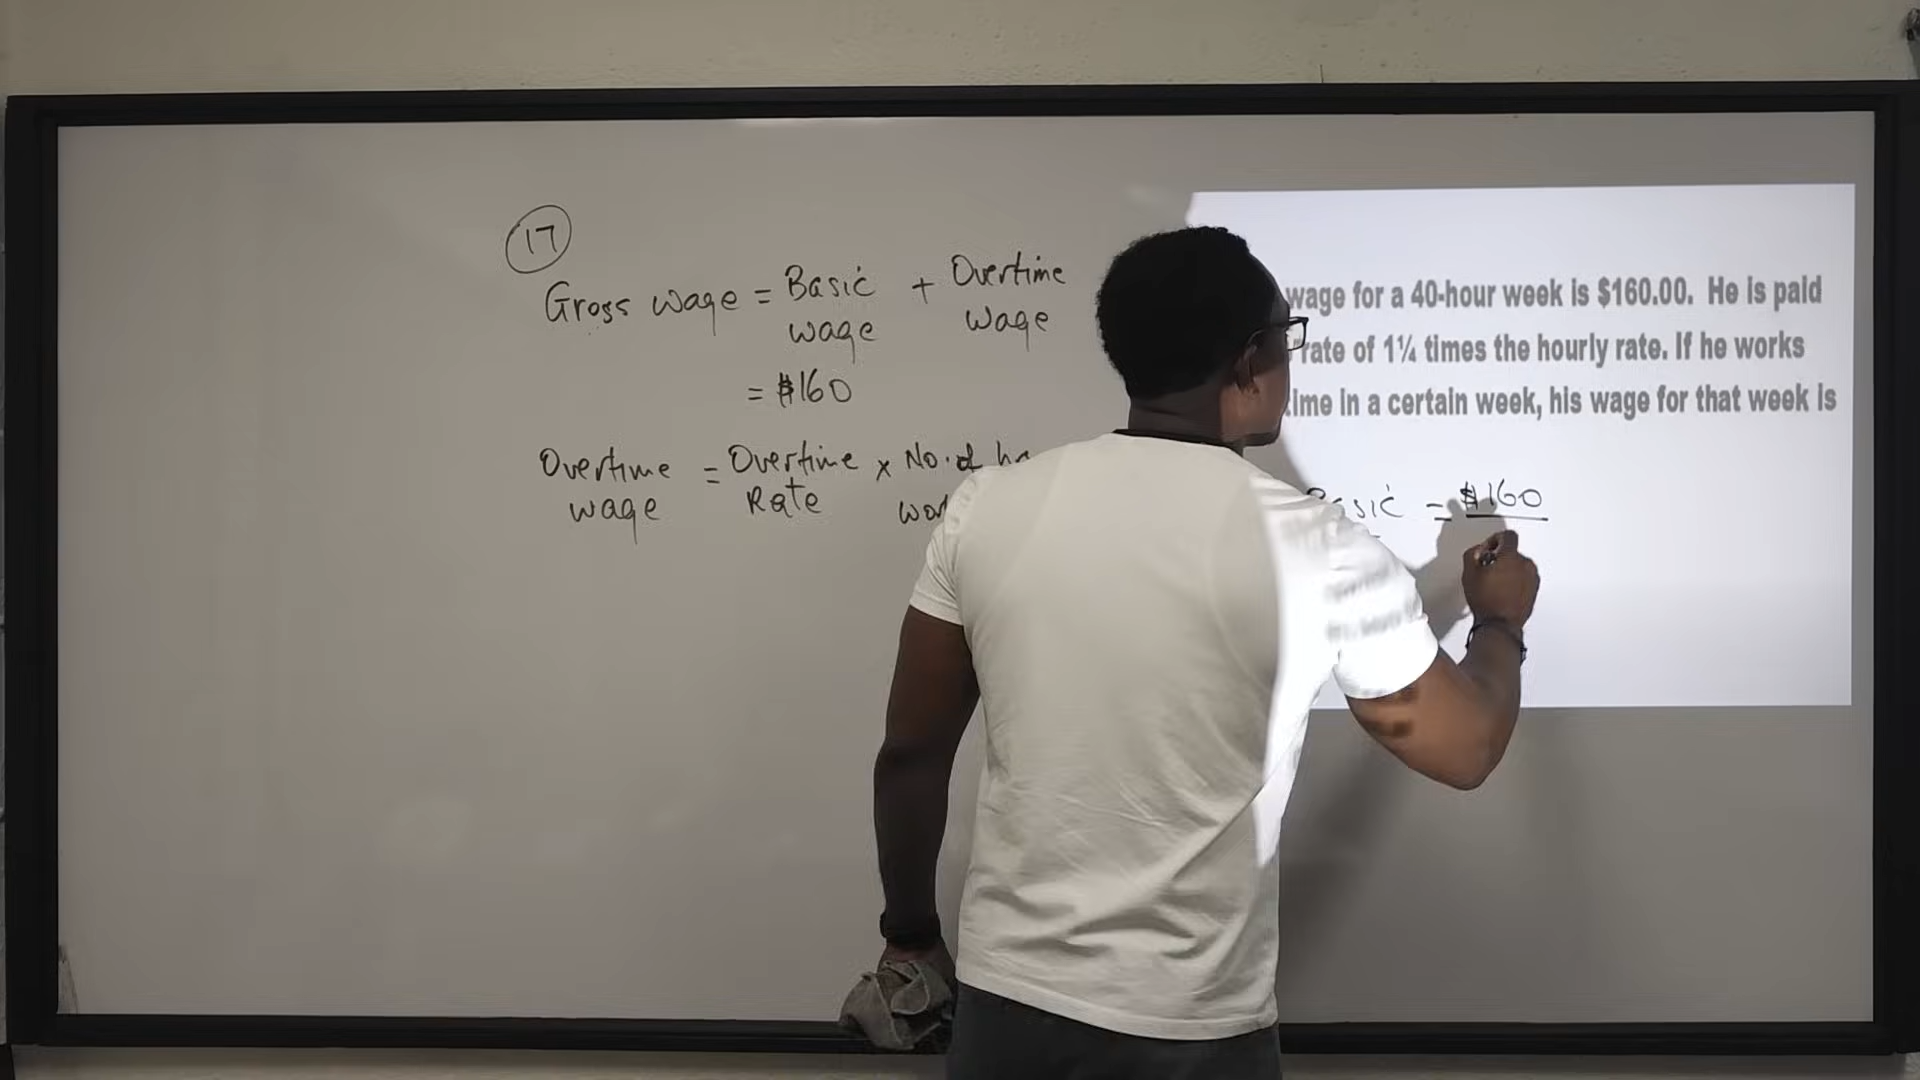 17
Gross wage = Basic wage + Overtime wage
= $160
Overtime wage = Overtime Rate × No. of
wage for a 40-hour week is $160.00. He is paid
rate of 1¼ times the hourly rate. If he works
in a certain week, his wage for that week is
= $160